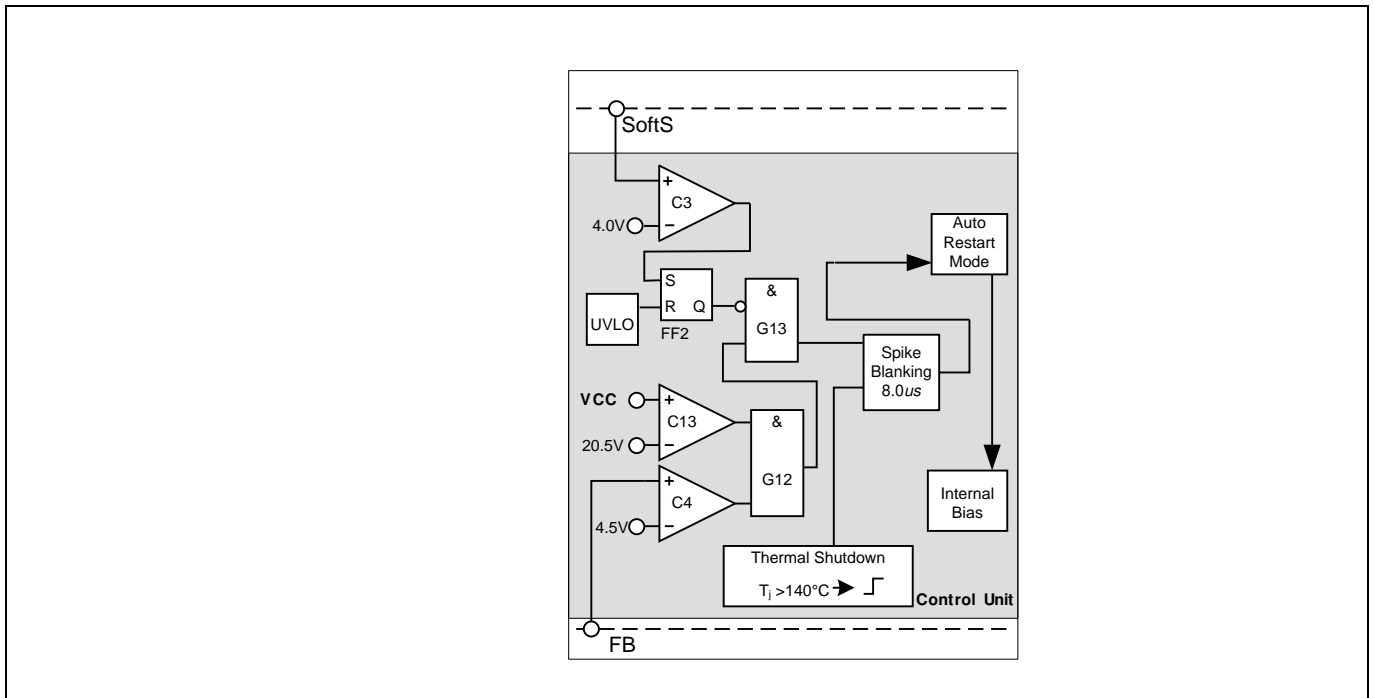 SoftS
+
C3
4.0V
−
Auto
Restart
Mode
S
R Q
UVLO
FF2
&
G13
Spike
Blanking
8.0us
VCC
+
C13
20.5V
−
&
G12
+
C4
4.5V
−
Internal
Bias
Thermal Shutdown
Tj >140°C
Control Unit
FB